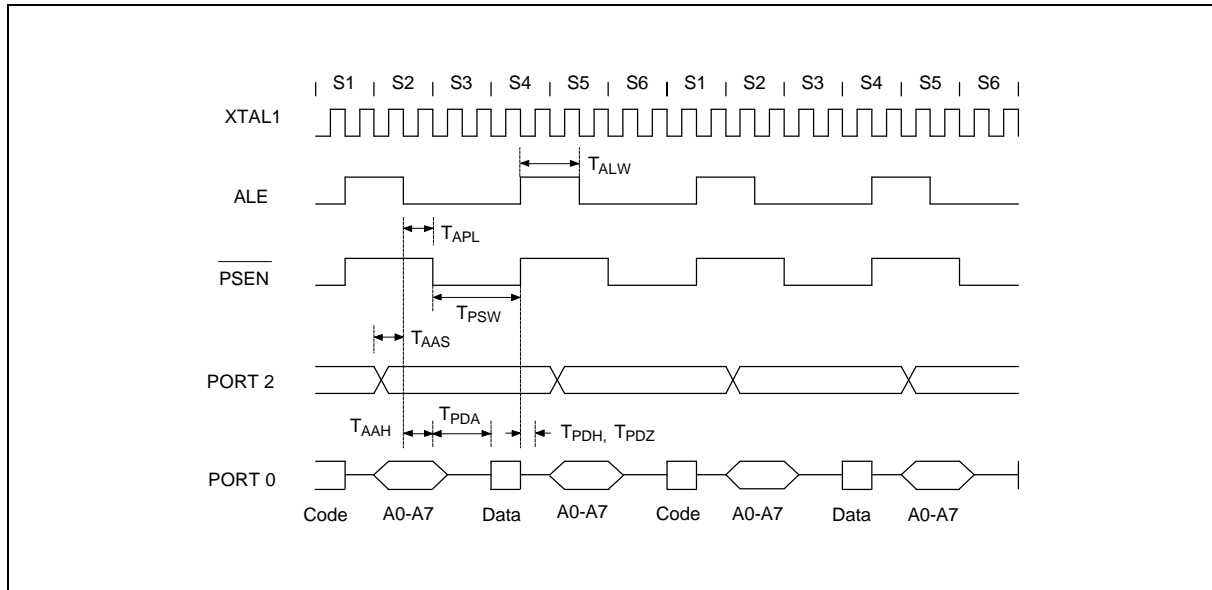 S1 S2 S3 S4 S5 S6 S1 S2 S3 S4 S5 S6
XTAL1
TALW
ALE
TAPL
PSEN
TPSW
TAAS
PORT 2
TAAH TPDA TPDH, TPDZ
PORT 0
Code A0-A7 Data A0-A7 Code A0-A7 Data A0-A7